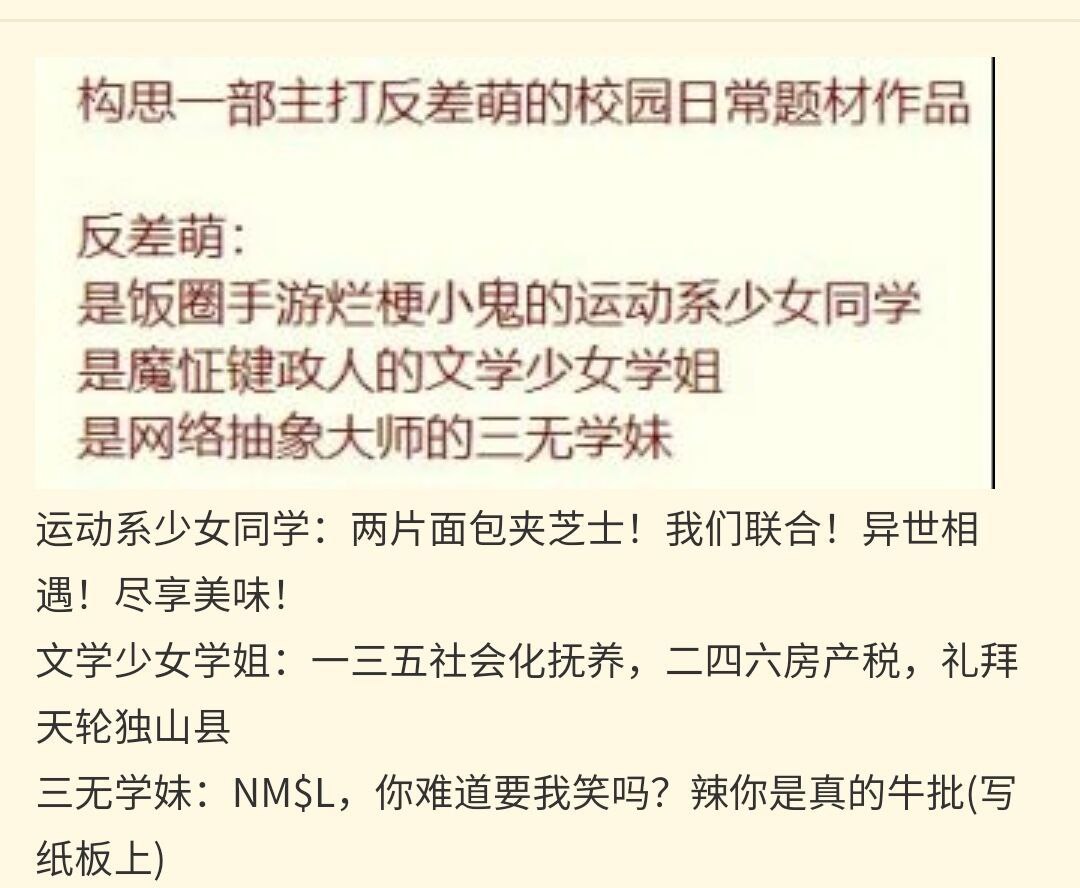 构思一部主打反差萌的校园日常题材作品
反差萌：
是饭圈手游烂梗小鬼的运动系少女同学
是魔怔键政人的文学少女学姐
是网络抽象大师的三无学妹
运动系少女同学：两片面包夹芝士！我们联合！异世相
遇！尽享美味！
文学少女学姐：一三五社会化抚养，二四六房产税，礼拜
天轮独山县
三无学妹：NM$L，你难道要我笑吗？辣你是真的牛批(写
纸板上)